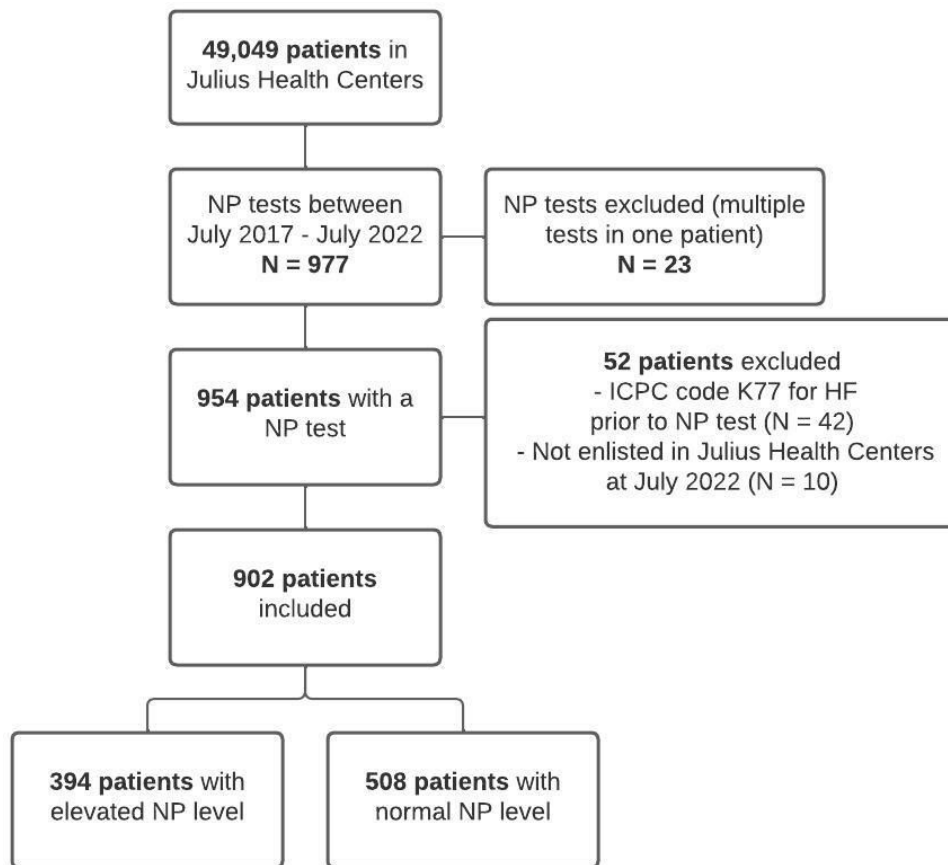 49,049 patients in
Julius Health Centers
NP tests between
July 2017 - July 2022
N = 977
NP tests excluded (multiple
tests in one patient)
N = 23
954 patients with a
NP test
52 patients excluded
- ICPC code K77 for HF
prior to NP test (N = 42)
- Not enlisted in Julius Health Centers
at July 2022 (N = 10)
902 patients
included
394 patients with
elevated NP level
508 patients with
normal NP level